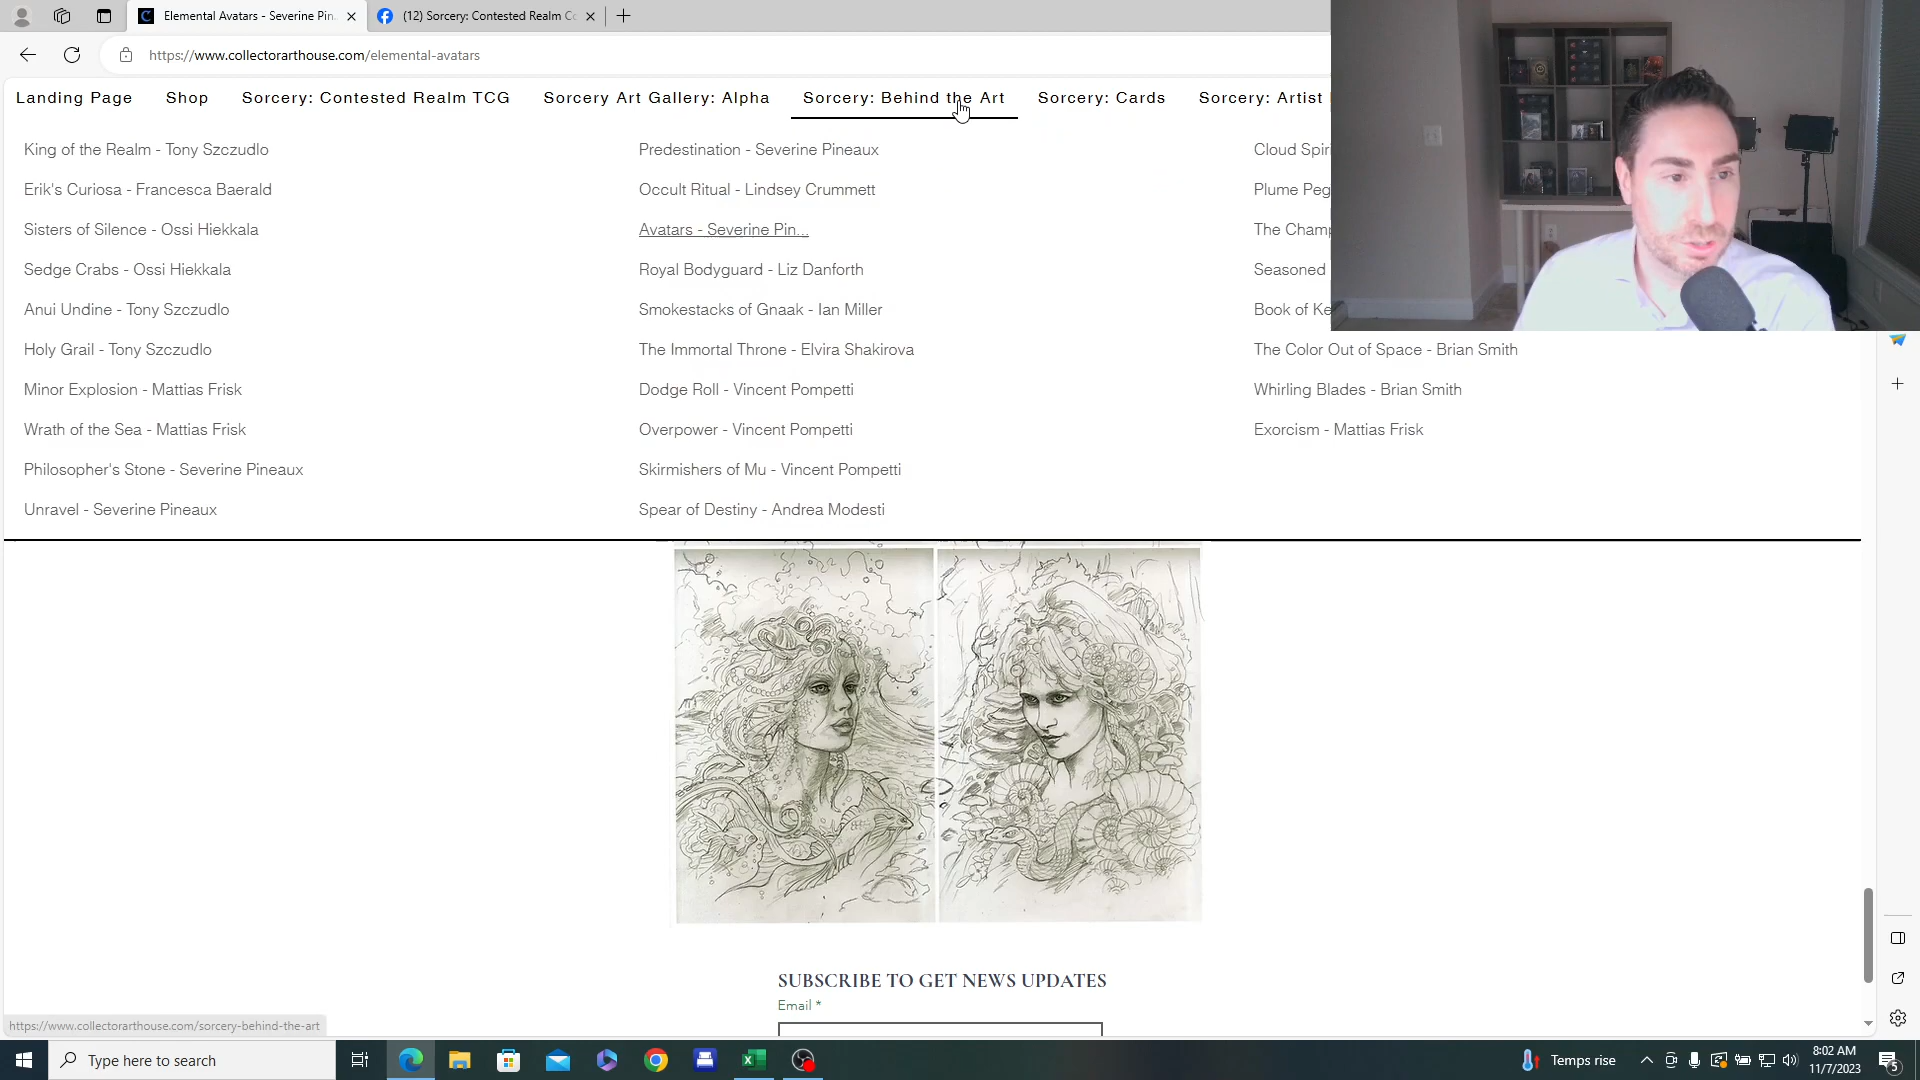 Elemental Avatars - Severine Pin
(12) Sorcery: Contested Realm C
https://www.collectorarthouse.com/elemental-avatars
Landing Page
Shop
Sorcery: Contested Realm TCG
Sorcery Art Gallery: Alpha
Sorcery: Behind the Art
Sorcery: Cards
Sorcery: Artist
King of the Realm - Tony Szczudlo
Erik's Curiosa - Francesca Baerald
Sisters of Silence - Ossi Hiekkala
Sedge Crabs - Ossi Hiekkala
Anui Undine - Tony Szczudlo
Holy Grail - Tony Szczudlo
Minor Explosion - Mattias Frisk
Wrath of the Sea - Mattias Frisk
Philosopher's Stone - Severine Pineaux
Unravel - Severine Pineaux
Predestination - Severine Pineaux
Occult Ritual - Lindsey Crummett
Avatars - Severine Pin...
Royal Bodyguard - Liz Danforth
Smokestacks of Gnaak - Ian Miller
The Immortal Throne - Elvira Shakirova
Dodge Roll - Vincent Pompetti
Overpower - Vincent Pompetti
Skirmishers of Mu - Vincent Pompetti
Spear of Destiny - Andrea Modesti
Cloud Spiri
Plume Peg
The Champ
Seasoned
Book of Ke
The Color Out of Space - Brian Smith
Whirling Blades - Brian Smith
Exorcism - Mattias Frisk
SUBSCRIBE TO GET NEWS UPDATES
Email *
https://www.collectorarthouse.com/sorcery-behind-the-art
Type here to search
Temps rise
8:02 AM
11/7/2023
5